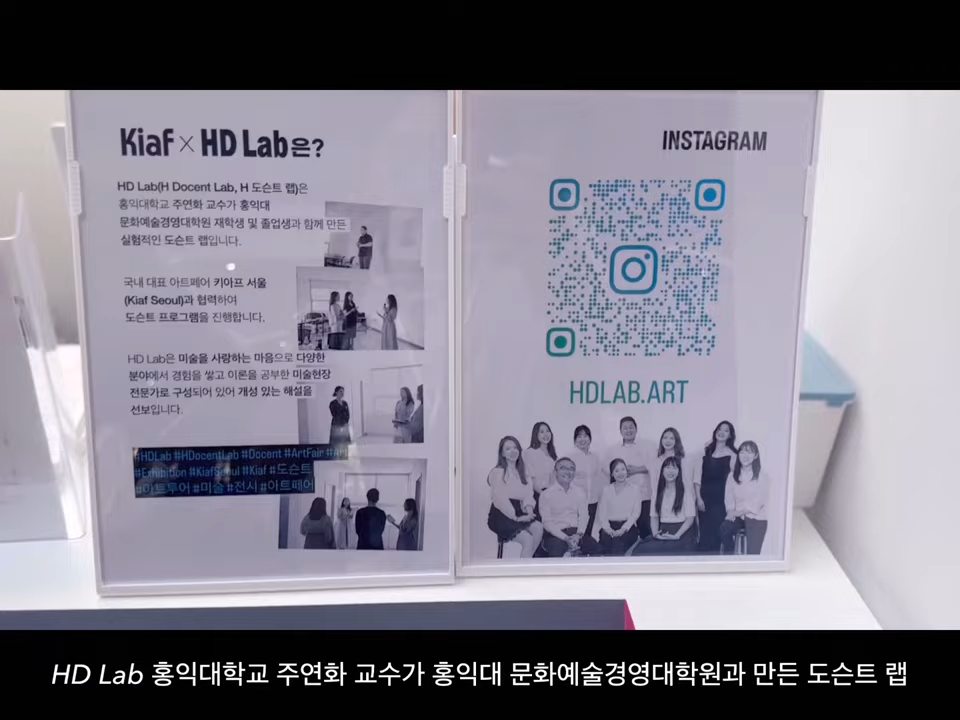 Kiaf × HD Lab은?
HD Lab(H Docent Lab, H 도슨트 랩)은
홍익대학교 주연화 교수가 홍익대
문화예술경영대학원 재학생 및 졸업생과 함께 만든
실험적인 도슨트 랩입니다.
국내 대표 아트페어 키아프 서울
(Kiaf Seoul)과 협력하여
도슨트 프로그램을 진행합니다.
HD Lab은 미술을 사랑하는 마음으로 다양한
분야에서 경험을 쌓고 이론을 공부한 미술현장
전문가로 구성되어 있어 개성 있는 해설을
선보입니다.
#HDLab #HDocentLab #Docent #ArtFair #Art
#Exhibition #KiafSeoul #Kiaf #도슨트
#아트투어 #미술 #전시 #아트페어
INSTAGRAM
HDLAB.ART
HD Lab 홍익대학교 주연화 교수가 홍익대 문화예술경영대학원과 만든 도슨트 랩